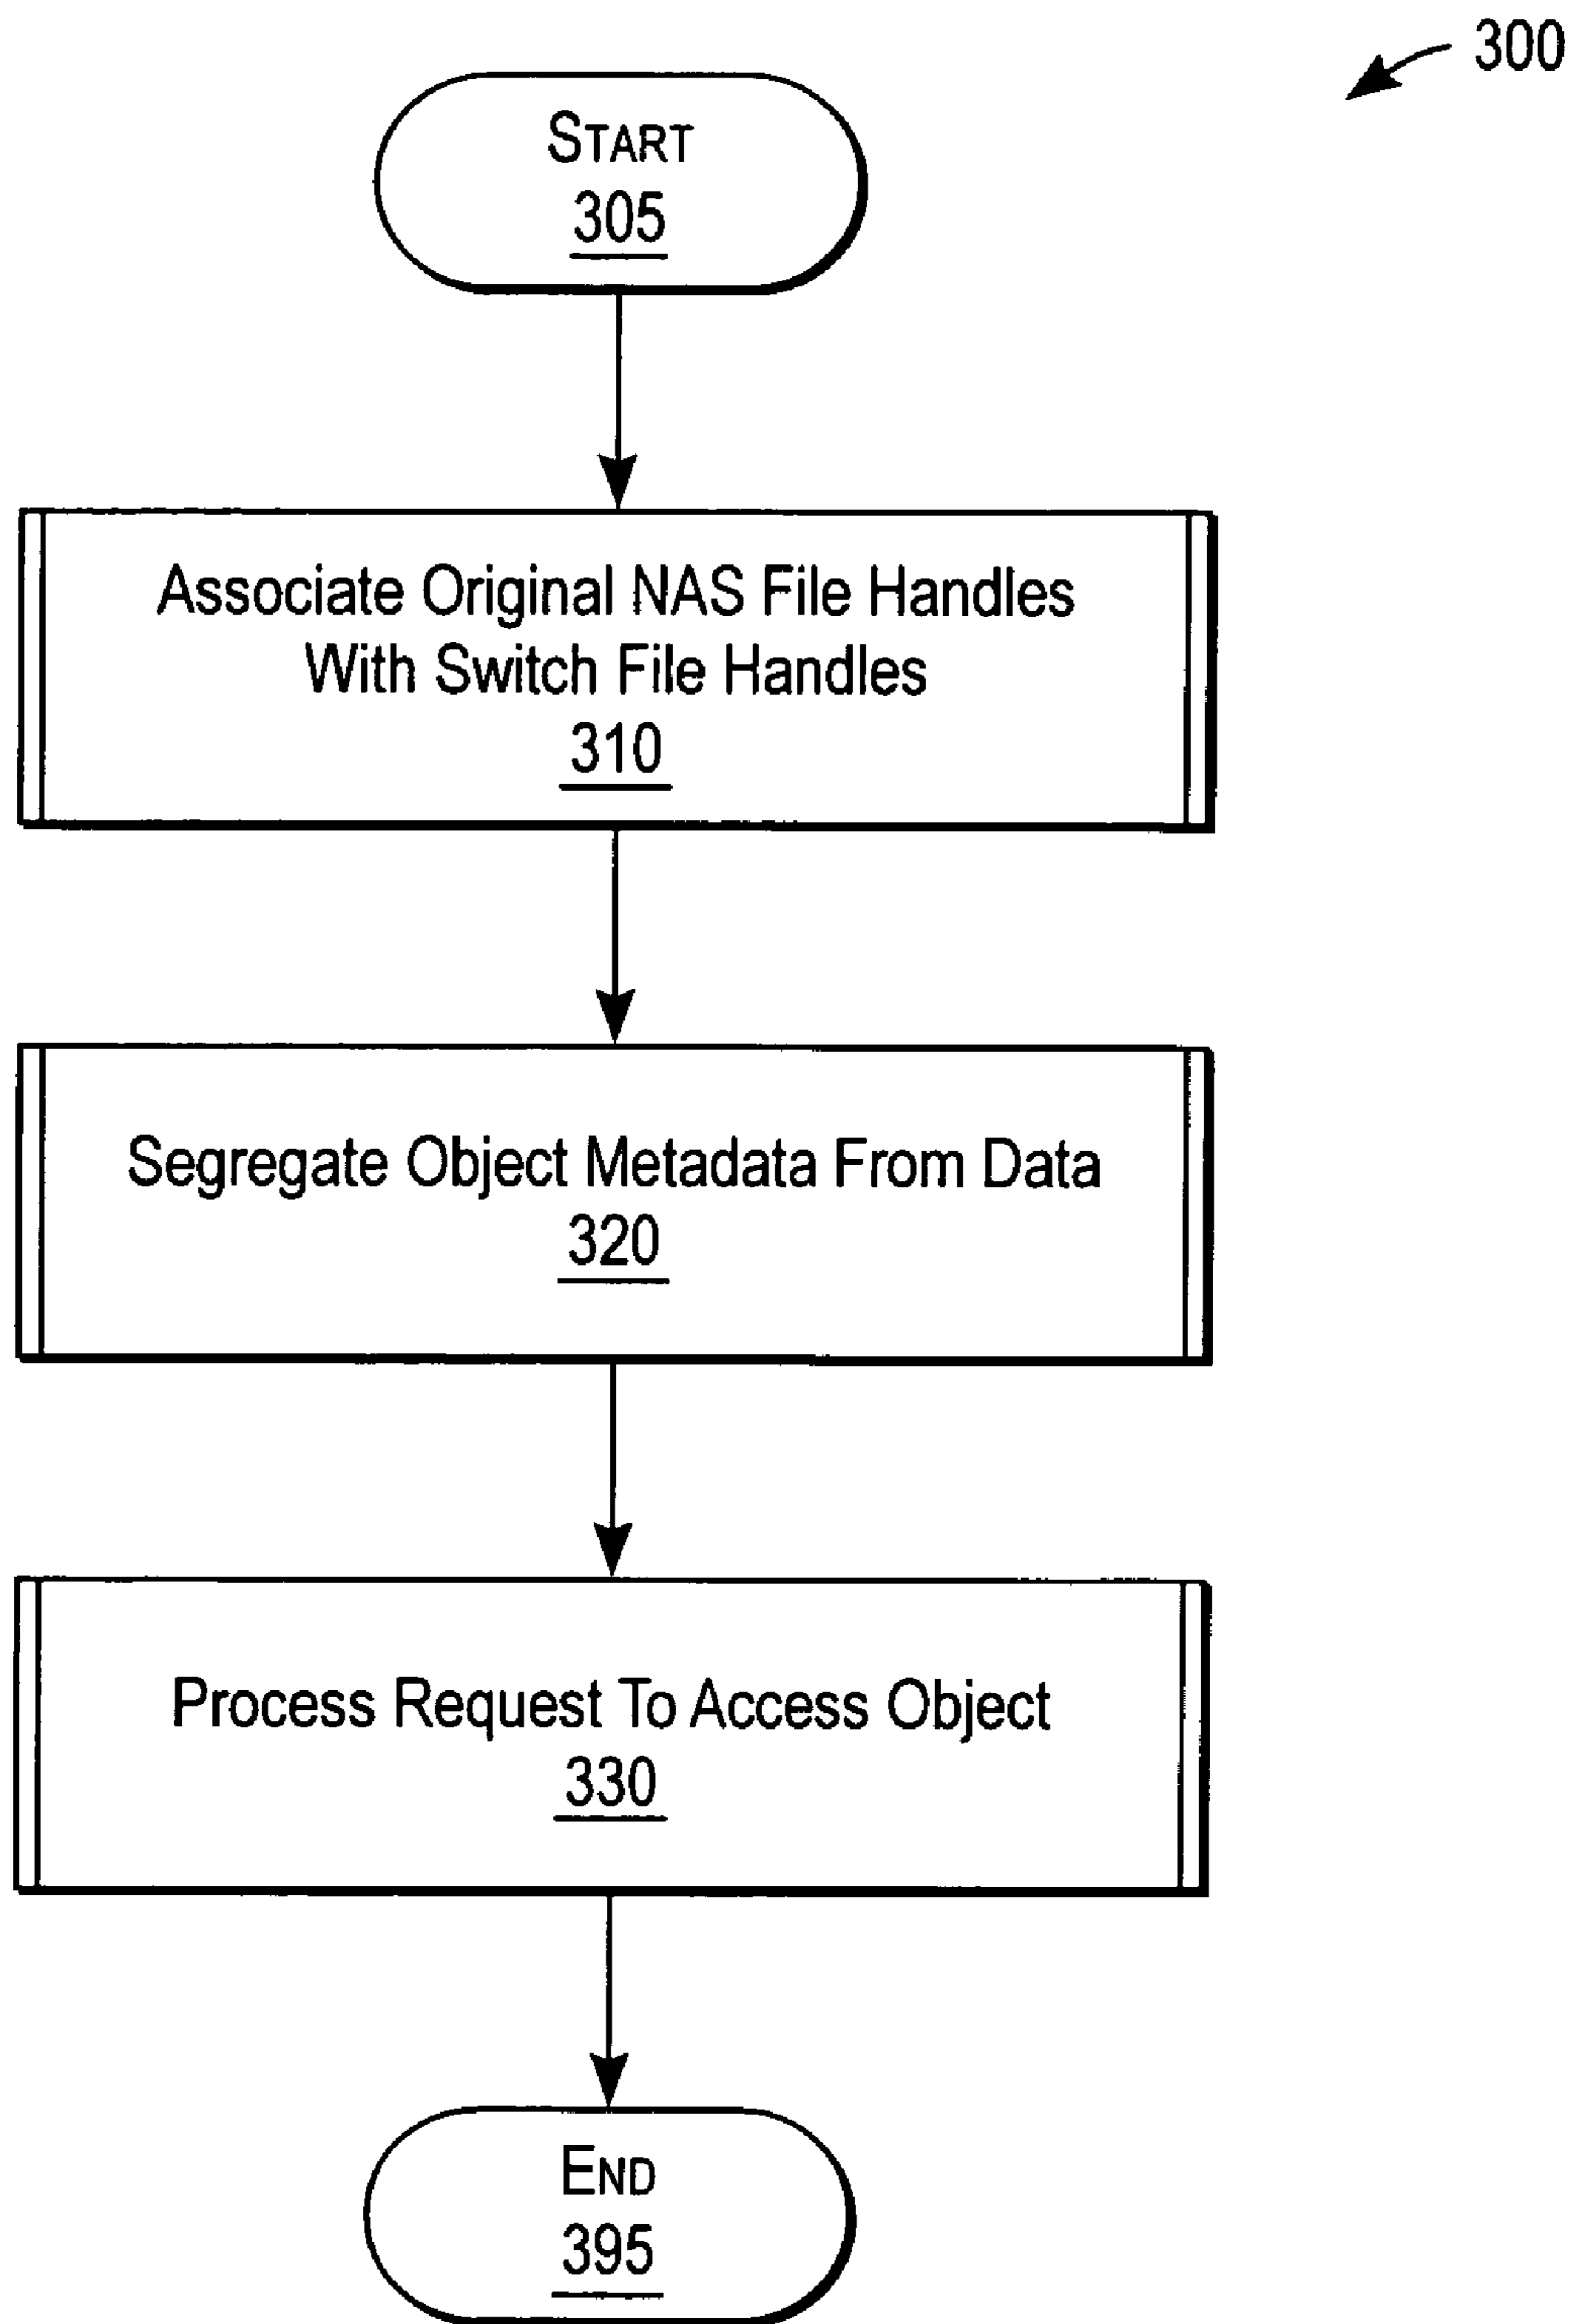 300
START
305
Associate Original NAS File Handles
With Switch File Handles
310
Segregate Object Metadata From Data
320
Process Request To Access Object
330
END
395